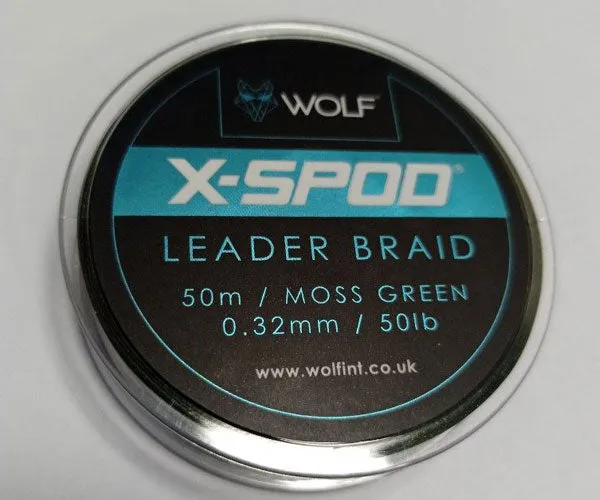 WOLF
X-SPOD®
LEADER BRAID
50m / MOSS GREEN
0.32mm / 50lb
www.wolfint.co.uk